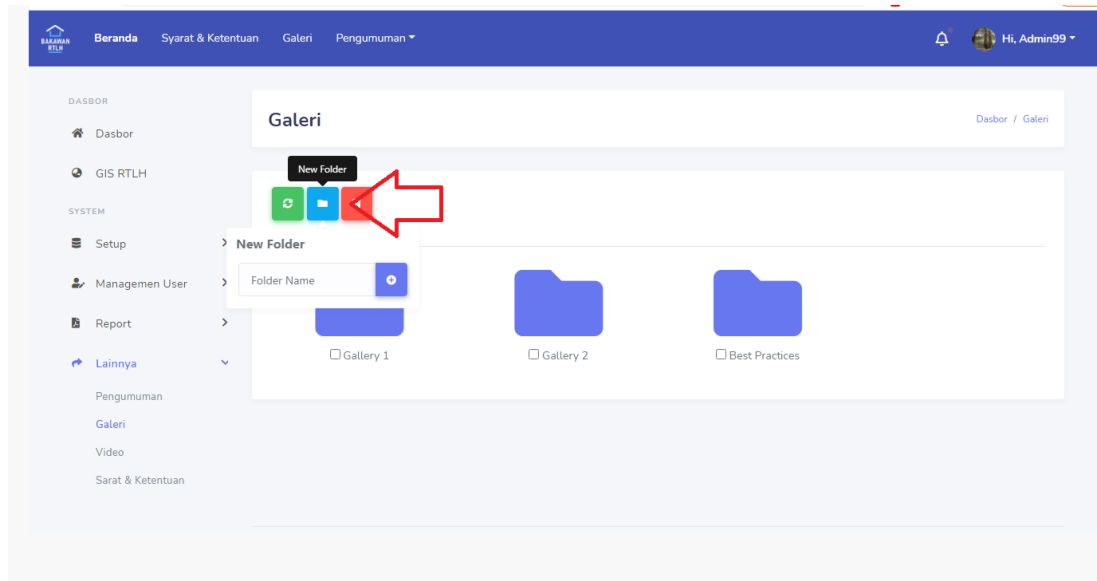 BAKAWAN
RTLH
Beranda
Syarat & Ketentuan
Galeri
Pengumuman
Hi, Admin99
DASBOR
Dasbor
GIS RTLH
SYSTEM
Setup
Managemen User
Report
Lainnya
Pengumuman
Galeri
Video
Sarat & Ketentuan
Galeri
Dasbor / Galeri
New Folder
New Folder
Folder Name
Gallery 1
Gallery 2
Best Practices